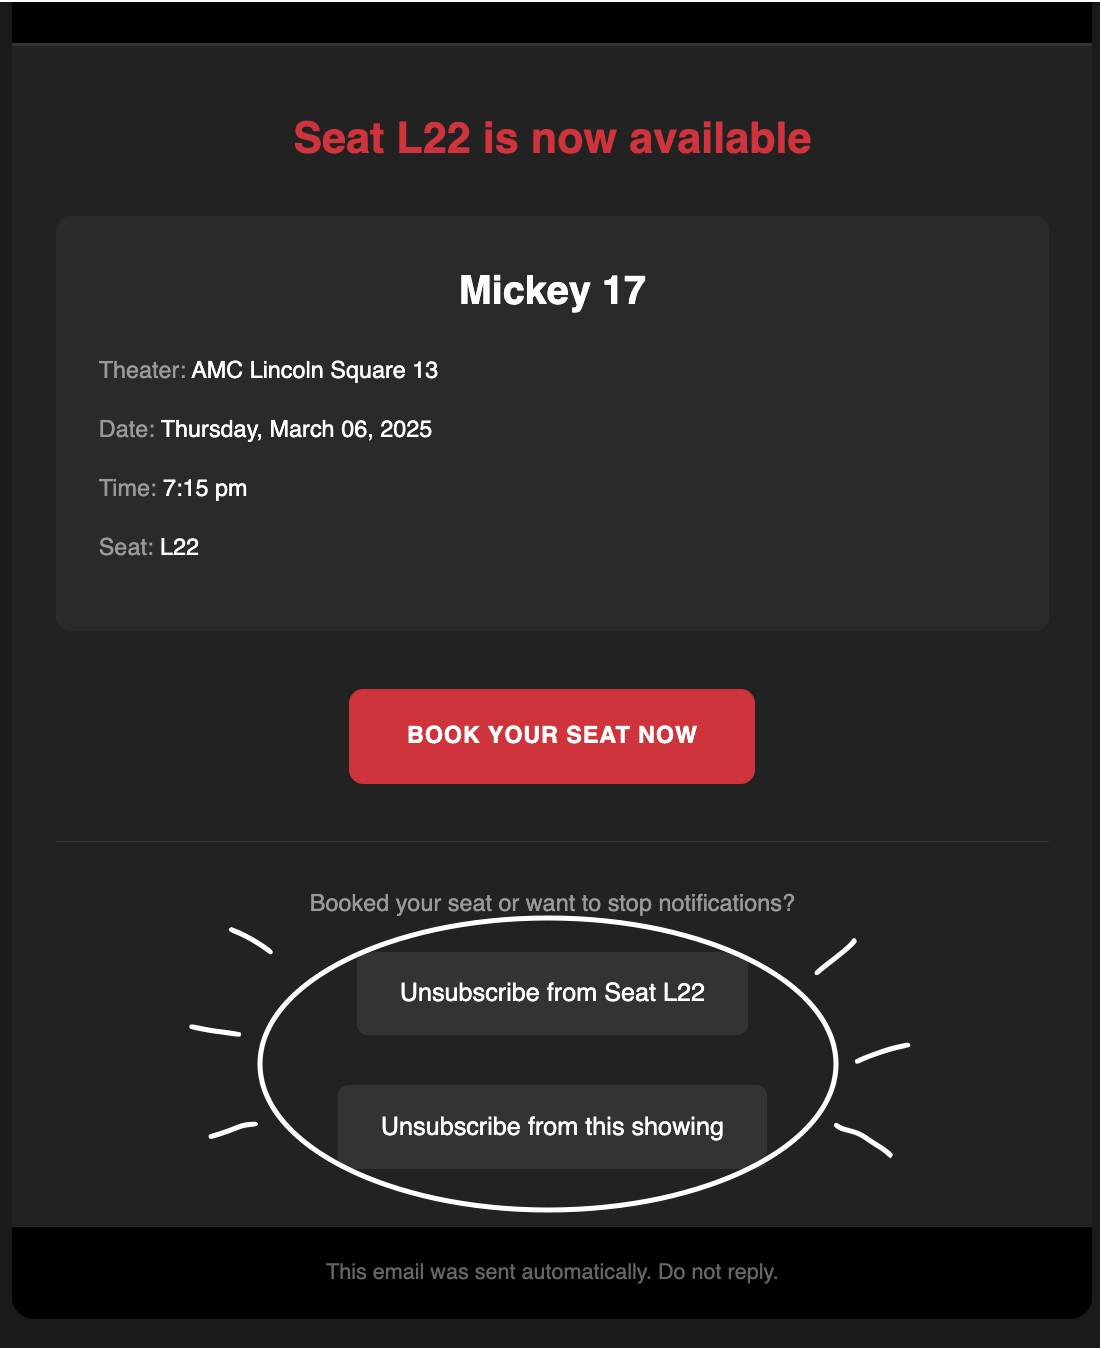 Seat L22 is now available
Mickey 17
Theater: AMC Lincoln Square 13
Date: Thursday, March 06, 2025
Time: 7:15 pm
Seat: L22
BOOK YOUR SEAT NOW
Booked your seat or want to stop notifications?
Unsubscribe from Seat L22
Unsubscribe from this showing
This email was sent automatically. Do not reply.